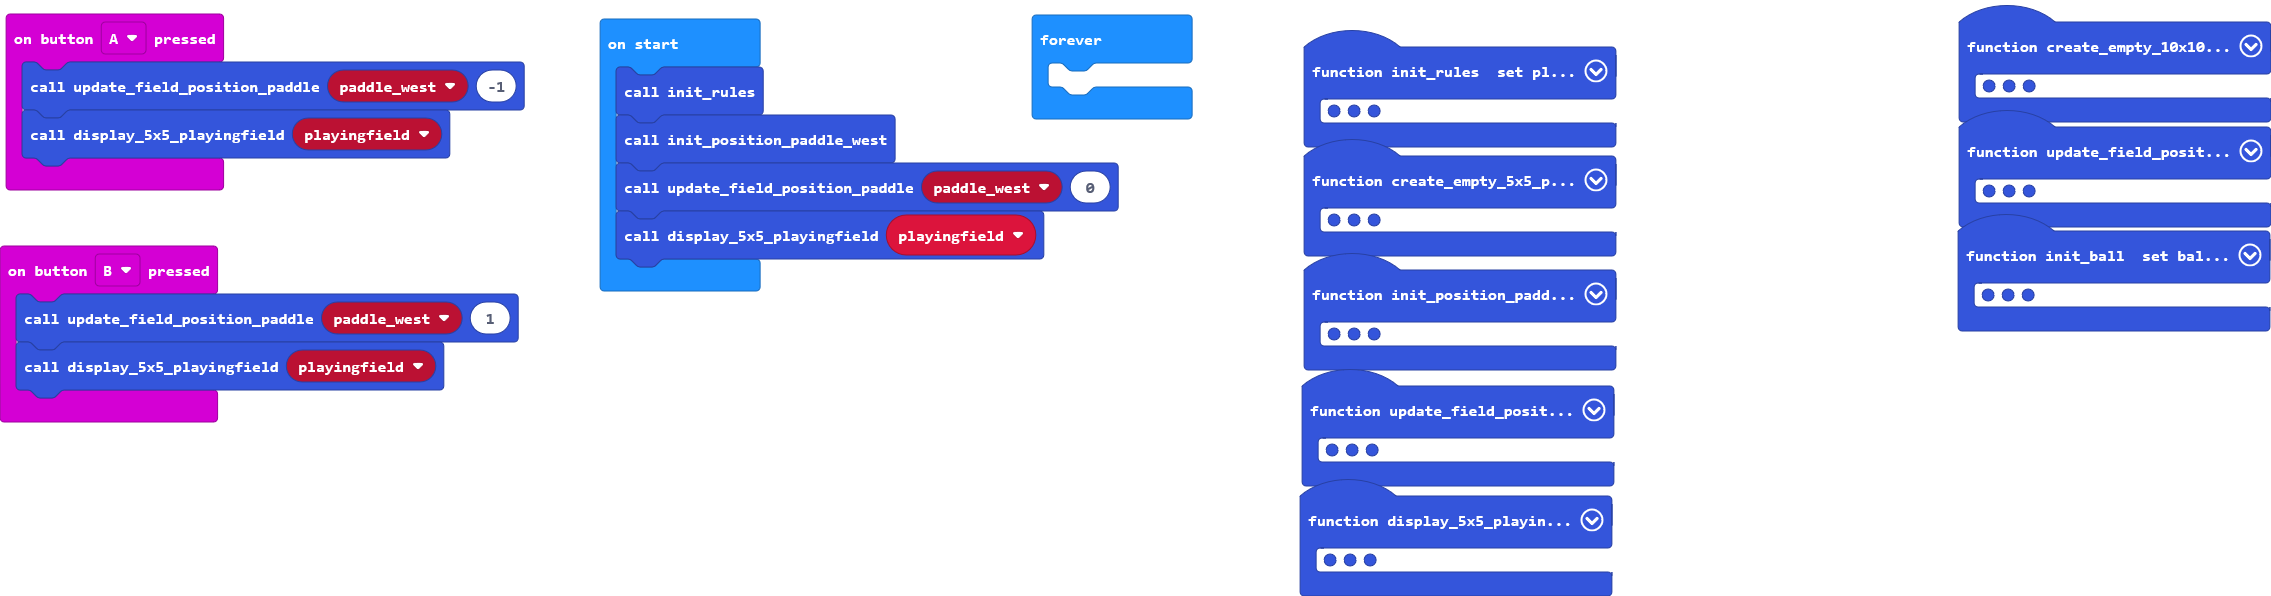 on button A pressed
call update_field_position_paddle paddle_west -1
call display_5x5_playingfield playingfield
on button B pressed
call update_field_position_paddle paddle_west 1
call display_5x5_playingfield playingfield
on start
call init_rules
call init_position_paddle_west
call update_field_position_paddle paddle_west 0
call display_5x5_playingfield playingfield
forever
function init_rules set pl...
function create_empty_5x5_p...
function init_position_padd...
function update_field_posit...
function display_5x5_playin...
function create_empty_10x10...
function update_field_posit...
function init_ball set bal...